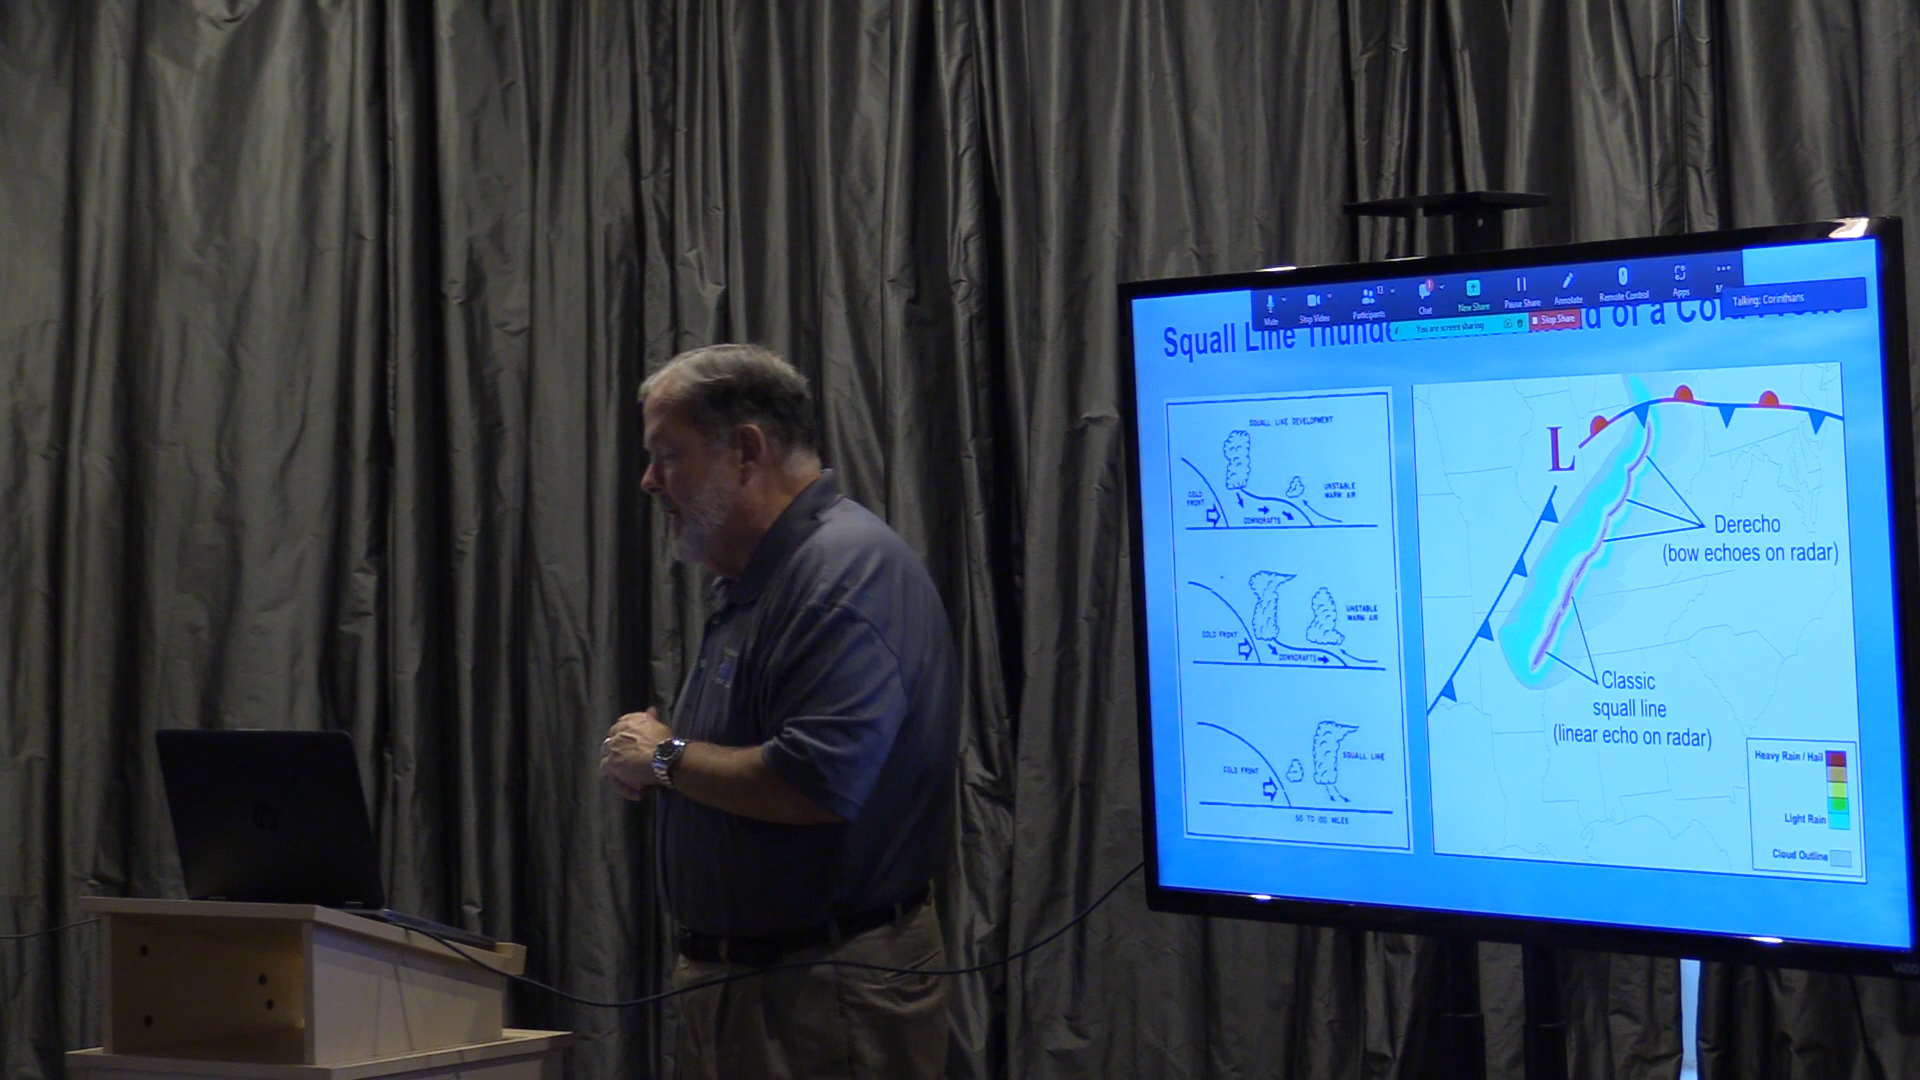 Mute
Stop Video
13
Participants
1
Chat
New Share
Pause Share
Annotate
Remote Control
Apps
Talking: Corinthians
You are screen sharing
Stop Share
Squall Line
of a
SQUALL LINE DEVELOPMENT
COLD
FRONT
DOWNDRAFTS
UNSTABLE
WARM AIR
COLD FRONT
DOWNDRAFTS
UNSTABLE
WARM AIR
COLD FRONT
SQUALL LINE
50 TO 100 MILES
L
Derecho
(bow echoes on radar)
Classic
squall line
(linear echo on radar)
Heavy Rain / Hail
Light Rain
Cloud Outline